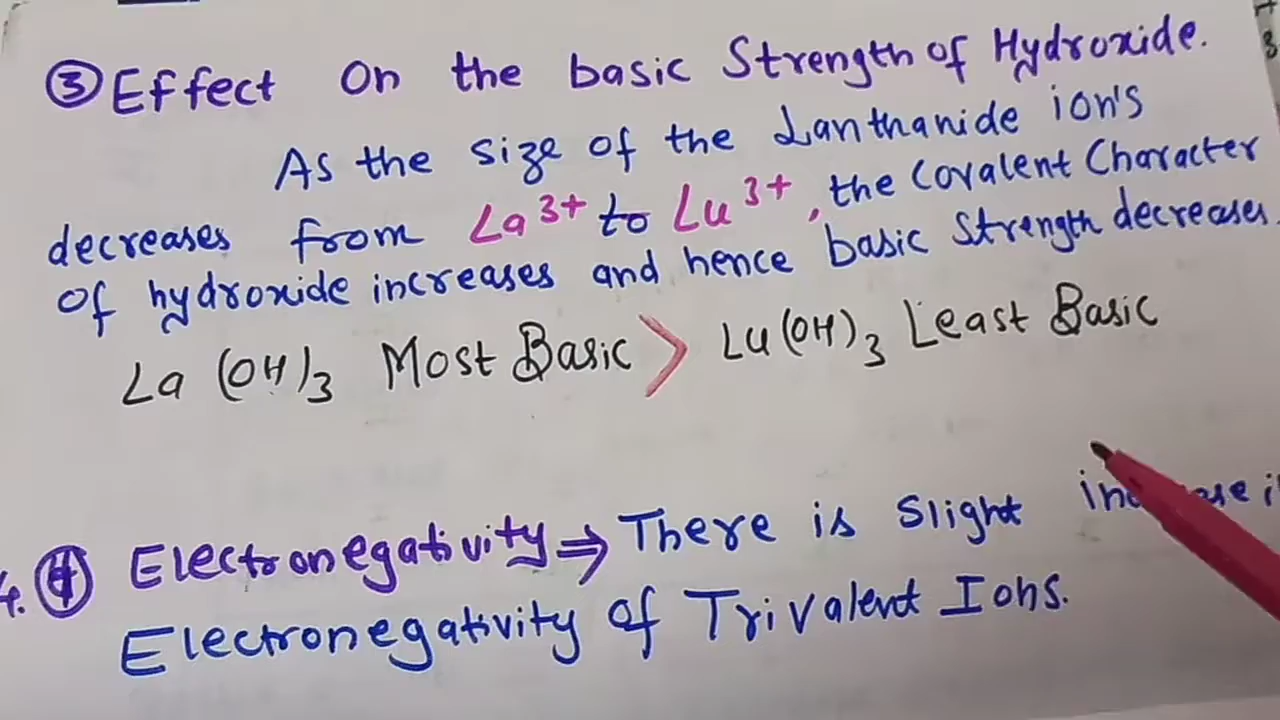 ③ Effect On the basic Strength of Hydroxide.
As the size of the Lanthanide ion's
decreases from La³⁺ to Lu³⁺, the Covalent Character
of hydroxide increases and hence basic Strength decreases.
La (OH)₃ Most Basic > Lu(OH)₃ Least Basic
4. ④ Electronegativity ⇒ There is Slight
Electronegativity of Trivalent Ions.